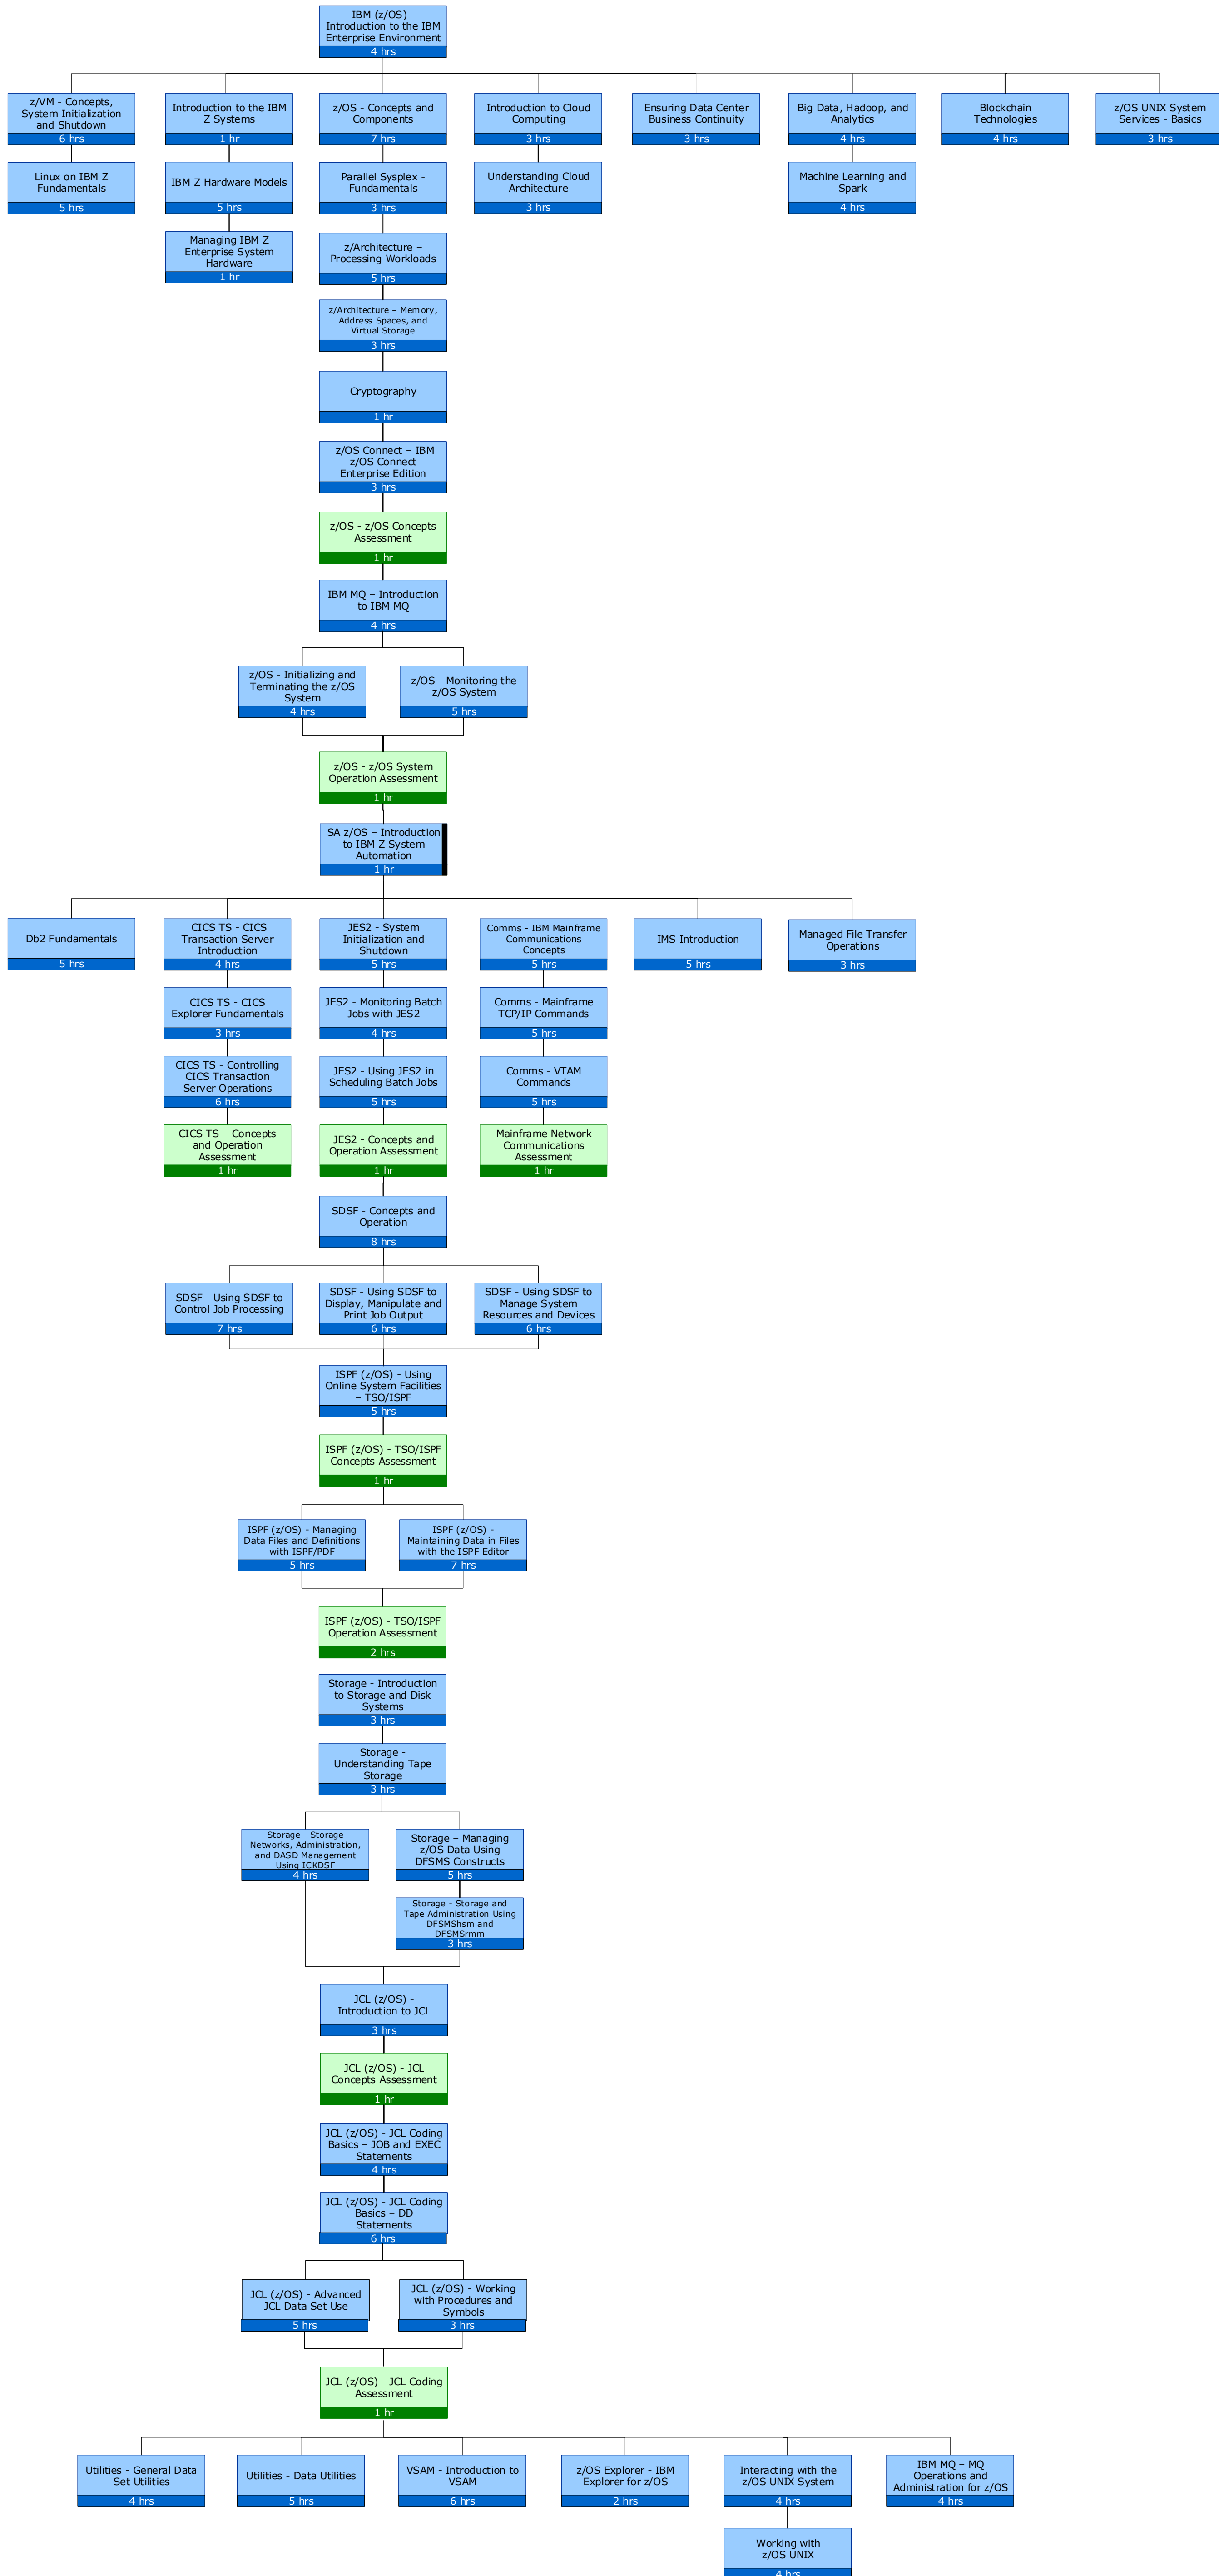 IBM (z/OS) -
Introduction to the IBM
Enterprise Environment
4 hrs
z/VM - Concepts,
System Initialization
and Shutdown
6 hrs
Introduction to the IBM
Z Systems
1 hr
z/OS - Concepts and
Components
7 hrs
Introduction to Cloud
Computing
3 hrs
Ensuring Data Center
Business Continuity
3 hrs
Big Data, Hadoop, and
Analytics
4 hrs
Blockchain
Technologies
4 hrs
z/OS UNIX System
Services - Basics
3 hrs
Linux on IBM Z
Fundamentals
5 hrs
IBM Z Hardware Models
5 hrs
Parallel Sysplex -
Fundamentals
3 hrs
Understanding Cloud
Architecture
3 hrs
Machine Learning and
Spark
4 hrs
Managing IBM Z
Enterprise System
Hardware
1 hr
z/Architecture –
Processing Workloads
5 hrs
z/Architecture – Memory,
Address Spaces, and
Virtual Storage
3 hrs
Cryptography
1 hr
z/OS Connect – IBM
z/OS Connect
Enterprise Edition
3 hrs
z/OS - z/OS Concepts
Assessment
1 hr
IBM MQ – Introduction
to IBM MQ
4 hrs
z/OS - Initializing and
Terminating the z/OS
System
4 hrs
z/OS - Monitoring the
z/OS System
5 hrs
z/OS - z/OS System
Operation Assessment
1 hr
SA z/OS – Introduction
to IBM Z System
Automation
1 hr
Db2 Fundamentals
5 hrs
CICS TS - CICS
Transaction Server
Introduction
4 hrs
JES2 - System
Initialization and
Shutdown
5 hrs
Comms - IBM Mainframe
Communications
Concepts
5 hrs
IMS Introduction
5 hrs
Managed File Transfer
Operations
3 hrs
CICS TS - CICS
Explorer Fundamentals
3 hrs
JES2 - Monitoring Batch
Jobs with JES2
4 hrs
Comms - Mainframe
TCP/IP Commands
5 hrs
CICS TS - Controlling
CICS Transaction
Server Operations
6 hrs
JES2 - Using JES2 in
Scheduling Batch Jobs
5 hrs
Comms - VTAM
Commands
5 hrs
CICS TS – Concepts
and Operation
Assessment
1 hr
JES2 - Concepts and
Operation Assessment
1 hr
Mainframe Network
Communications
Assessment
1 hr
SDSF - Concepts and
Operation
8 hrs
SDSF - Using SDSF to
Control Job Processing
7 hrs
SDSF - Using SDSF to
Display, Manipulate and
Print Job Output
6 hrs
SDSF - Using SDSF to
Manage System
Resources and Devices
6 hrs
ISPF (z/OS) - Using
Online System Facilities
– TSO/ISPF
5 hrs
ISPF (z/OS) - TSO/ISPF
Concepts Assessment
1 hr
ISPF (z/OS) - Managing
Data Files and Definitions
with ISPF/PDF
5 hrs
ISPF (z/OS) -
Maintaining Data in Files
with the ISPF Editor
7 hrs
ISPF (z/OS) - TSO/ISPF
Operation Assessment
2 hrs
Storage - Introduction
to Storage and Disk
Systems
3 hrs
Storage -
Understanding Tape
Storage
3 hrs
Storage - Storage
Networks, Administration,
and DASD Management
Using ICKDSF
4 hrs
Storage – Managing
z/OS Data Using
DFSMS Constructs
5 hrs
Storage - Storage and
Tape Administration Using
DFSMShsm and
DFSMSrmm
3 hrs
JCL (z/OS) -
Introduction to JCL
3 hrs
JCL (z/OS) - JCL
Concepts Assessment
1 hr
JCL (z/OS) - JCL Coding
Basics – JOB and EXEC
Statements
4 hrs
JCL (z/OS) - JCL Coding
Basics – DD
Statements
6 hrs
JCL (z/OS) - Advanced
JCL Data Set Use
5 hrs
JCL (z/OS) - Working
with Procedures and
Symbols
3 hrs
JCL (z/OS) - JCL Coding
Assessment
1 hr
Utilities - General Data
Set Utilities
4 hrs
Utilities - Data Utilities
5 hrs
VSAM - Introduction to
VSAM
6 hrs
z/OS Explorer - IBM
Explorer for z/OS
2 hrs
Interacting with the
z/OS UNIX System
4 hrs
IBM MQ – MQ
Operations and
Administration for z/OS
4 hrs
Working with
z/OS UNIX
4 hrs